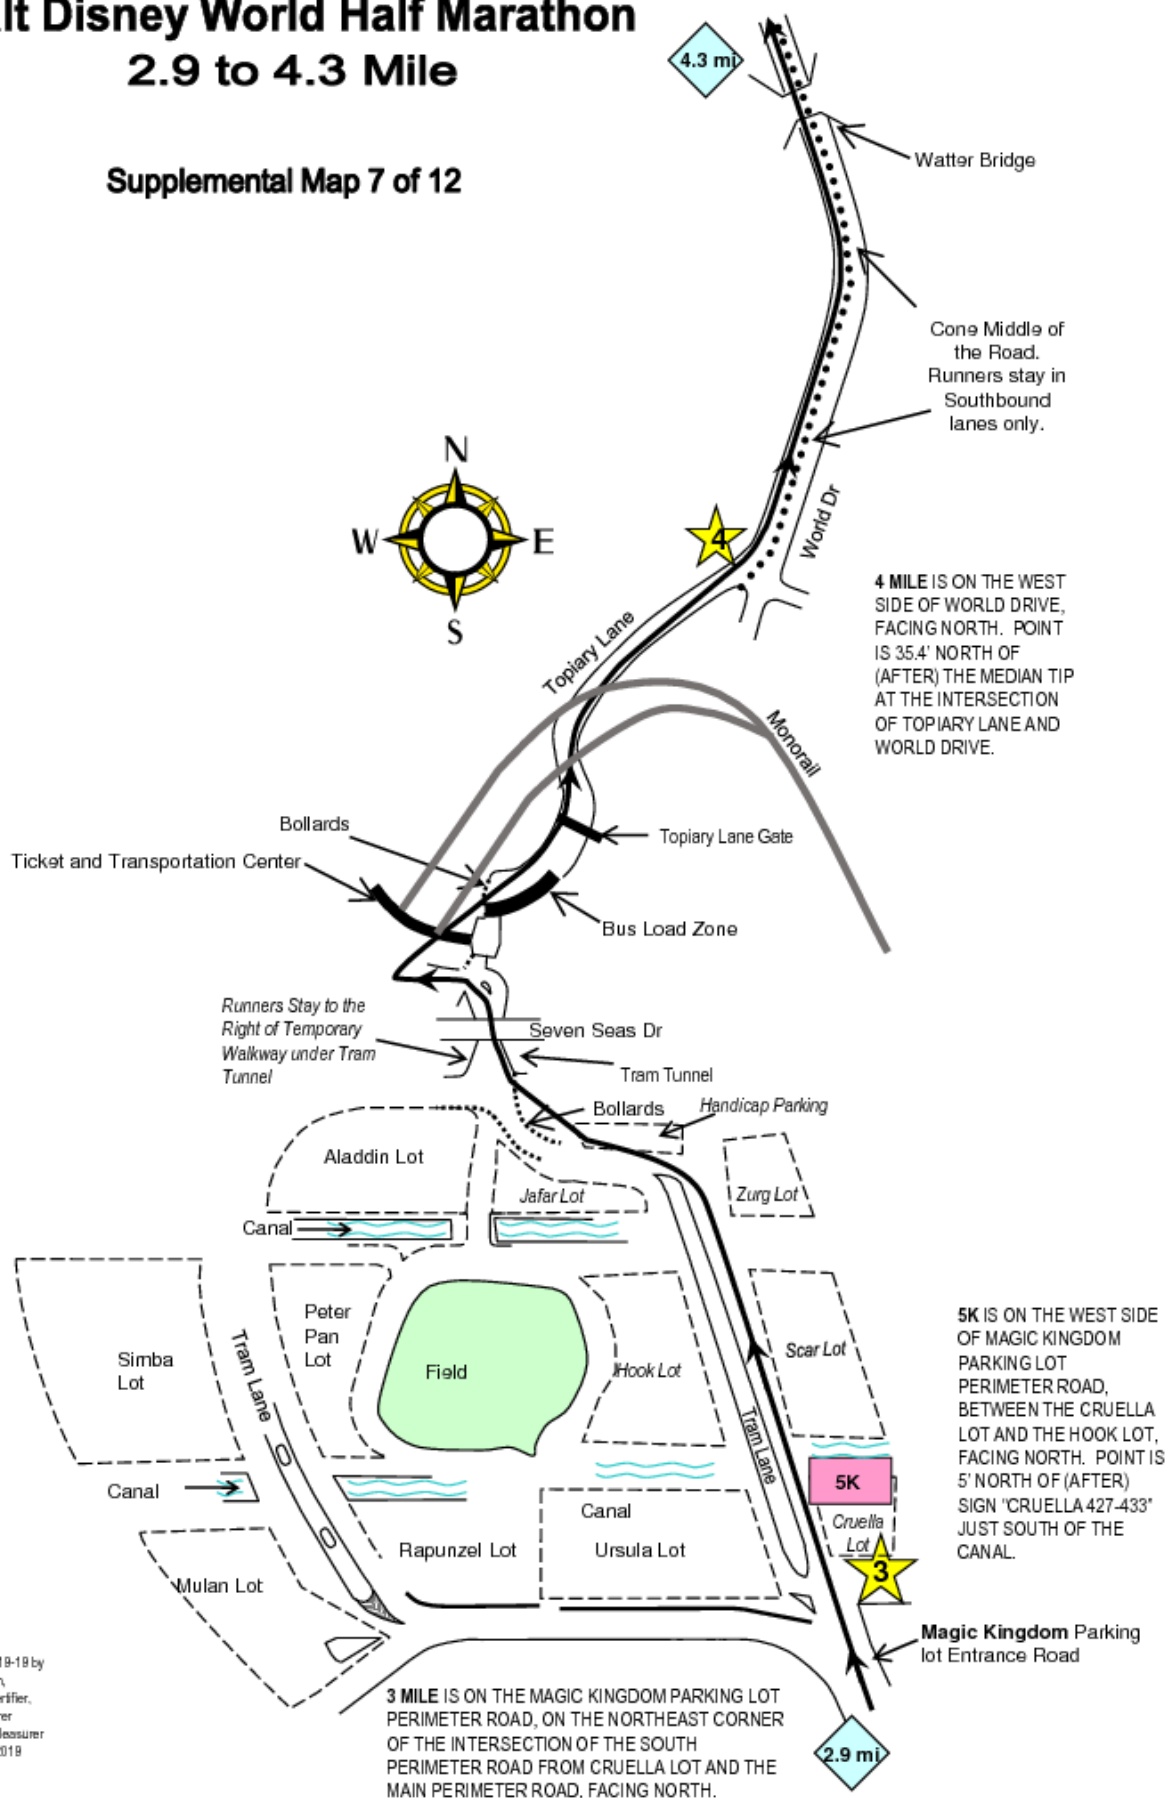 lt Disney World Half Marathon
2.9 to 4.3 Mile
Supplemental Map 7 of 12
4.3 mi
Watter Bridge
Cone Middle of
the Road.
Runners stay in
Southbound
lanes only.
N
W
E
S
4
World Dr
4 MILE IS ON THE WEST
SIDE OF WORLD DRIVE,
FACING NORTH. POINT
IS 35.4' NORTH OF
(AFTER) THE MEDIAN TIP
AT THE INTERSECTION
OF TOPIARY LANE AND
WORLD DRIVE.
Topiary Lane
Monorail
Bollards
Topiary Lane Gate
Ticket and Transportation Center
Bus Load Zone
Runners Stay to the
Right of Temporary
Walkway under Tram
Tunnel
Seven Seas Dr
Tram Tunnel
Bollards
Handicap Parking
Aladdin Lot
Jafar Lot
Zurg Lot
Canal
Simba
Lot
Tram Lane
Peter
Pan
Lot
Field
Hook Lot
Scar Lot
Tram Lane
5K IS ON THE WEST SIDE
OF MAGIC KINGDOM
PARKING LOT
PERIMETER ROAD,
BETWEEN THE CRUELLA
LOT AND THE HOOK LOT,
FACING NORTH. POINT IS
5' NORTH OF (AFTER)
SIGN "CRUELLA 427-433"
JUST SOUTH OF THE
CANAL.
Canal
5K
Canal
Cruella
Lot
Rapunzel Lot
Ursula Lot
3
Mulan Lot
Magic Kingdom Parking
lot Entrance Road
19-19 by
rtifier,
rer
leasurer
2019
3 MILE IS ON THE MAGIC KINGDOM PARKING LOT
PERIMETER ROAD, ON THE NORTHEAST CORNER
OF THE INTERSECTION OF THE SOUTH
PERIMETER ROAD FROM CRUELLA LOT AND THE
MAIN PERIMETER ROAD, FACING NORTH.
2.9 mi